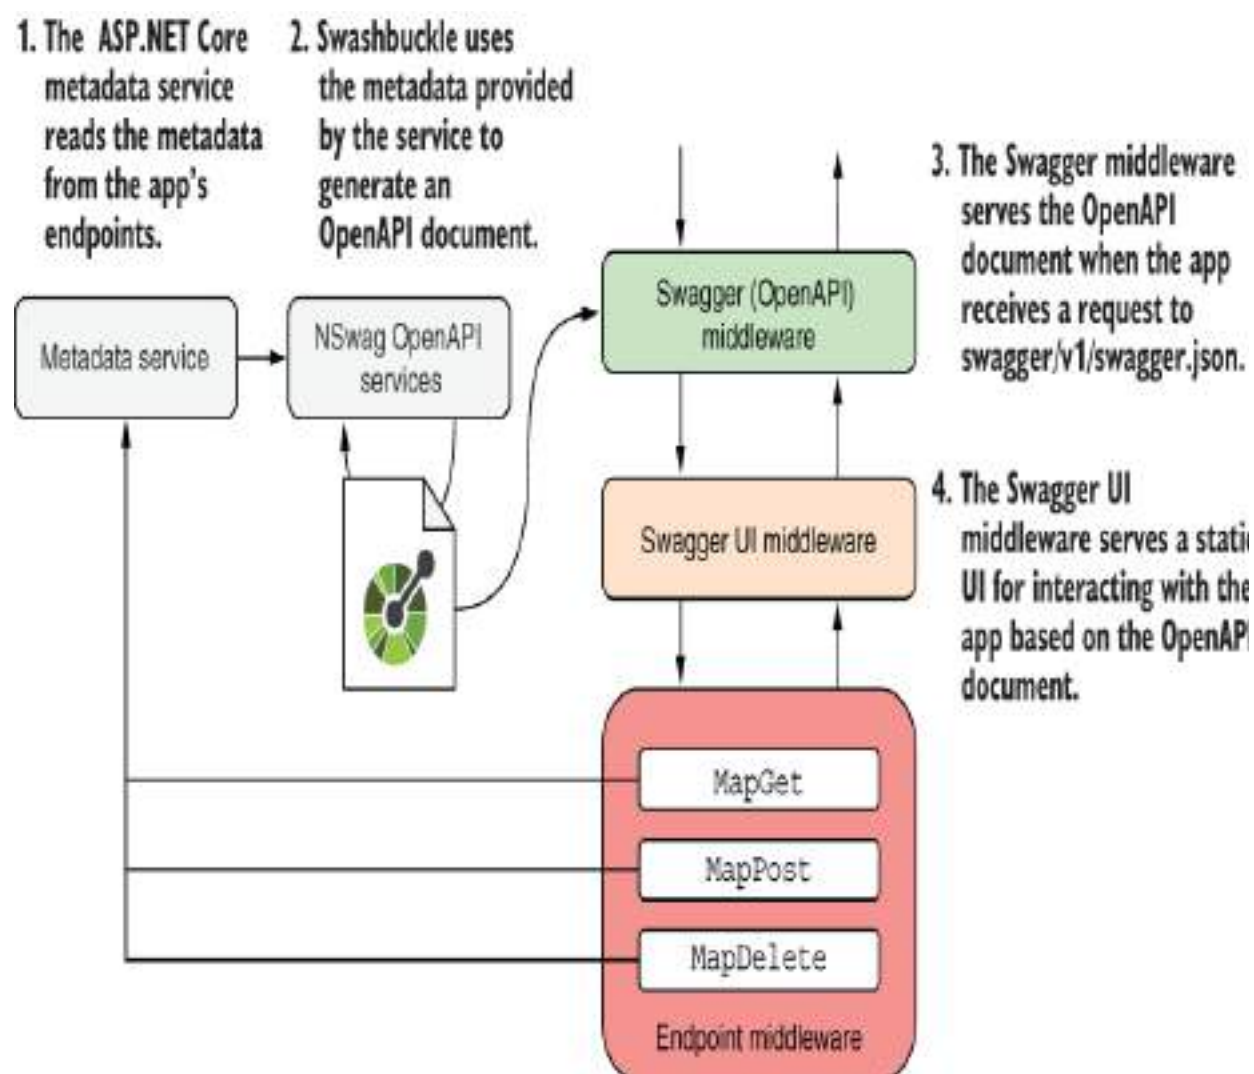 1. The ASP.NET Core
metadata service
reads the metadata
from the app's
endpoints.
2. Swashbuckle uses
the metadata provided
by the service to
generate an
OpenAPI document.
3. The Swagger middleware
serves the OpenAPI
document when the app
receives a request to
swagger/v1/swagger.json.
Metadata service
NSwag OpenAPI
services
Swagger (OpenAPI)
middleware
4. The Swagger UI
middleware serves a static
UI for interacting with the
app based on the OpenAPI
document.
Swagger UI middleware
MapGet
MapPost
MapDelete
Endpoint middleware